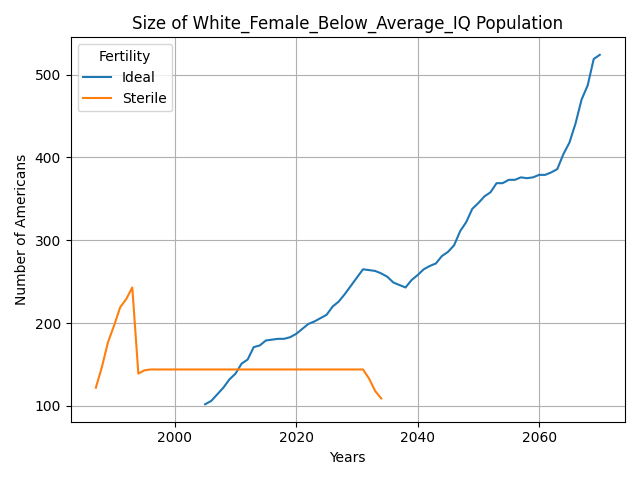 Size of White_Female_Below_Average_IQ Population
Fertility
Ideal
Sterile
Number of Americans
500
400
300
200
100
2000
2020
2040
2060
Years